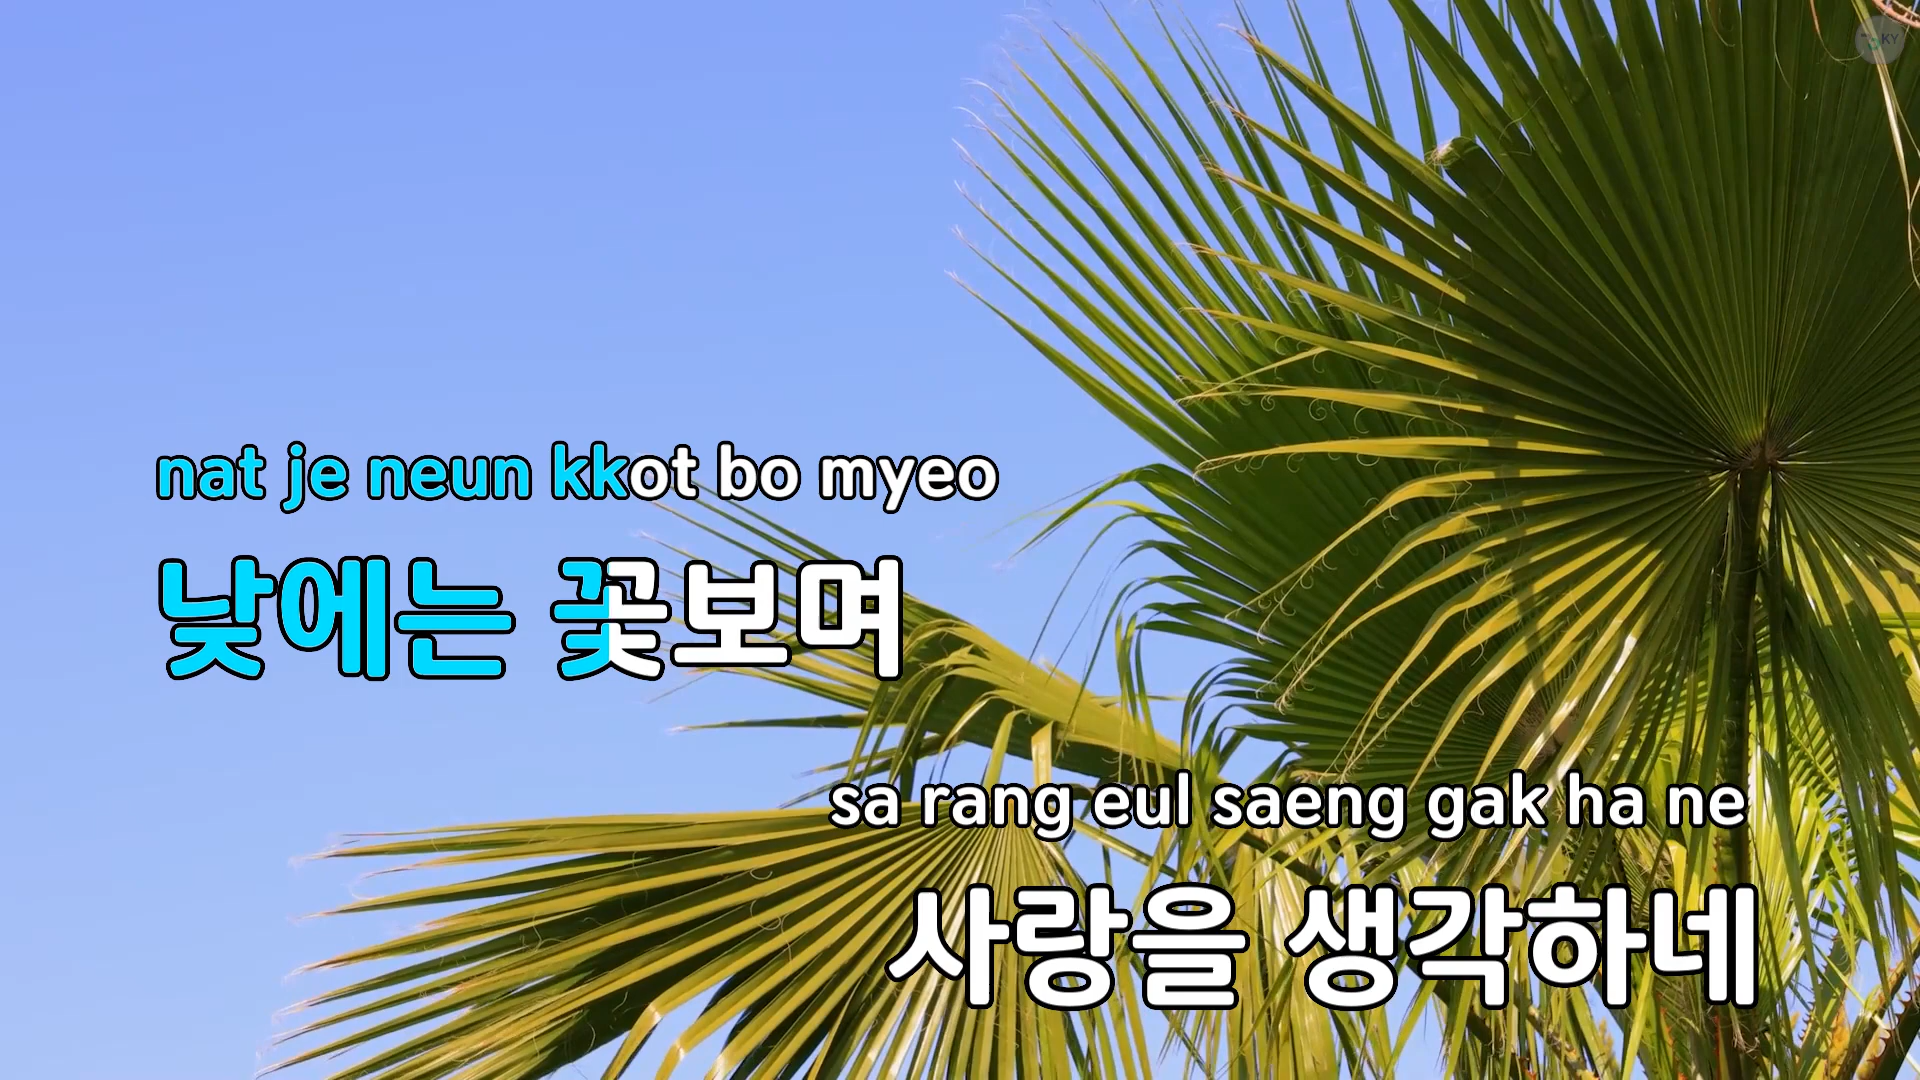 nat je neun kkot bo myeo
낮에는 꽃보며
sa rang eul saeng gak ha ne
사랑을 생각하네